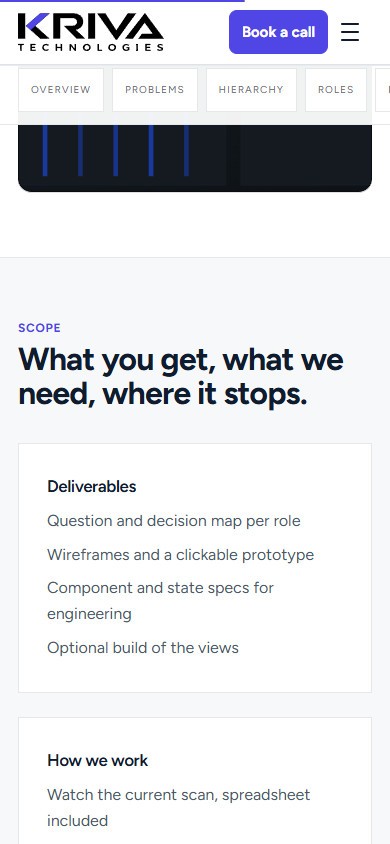 KRIVA
TECHNOLOGIES
Book a call
OVERVIEW
PROBLEMS
HIERARCHY
ROLES
SCOPE
What you get, what we
need, where it stops.
Deliverables
Question and decision map per role
Wireframes and a clickable prototype
Component and state specs for
engineering
Optional build of the views
How we work
Watch the current scan, spreadsheet
included